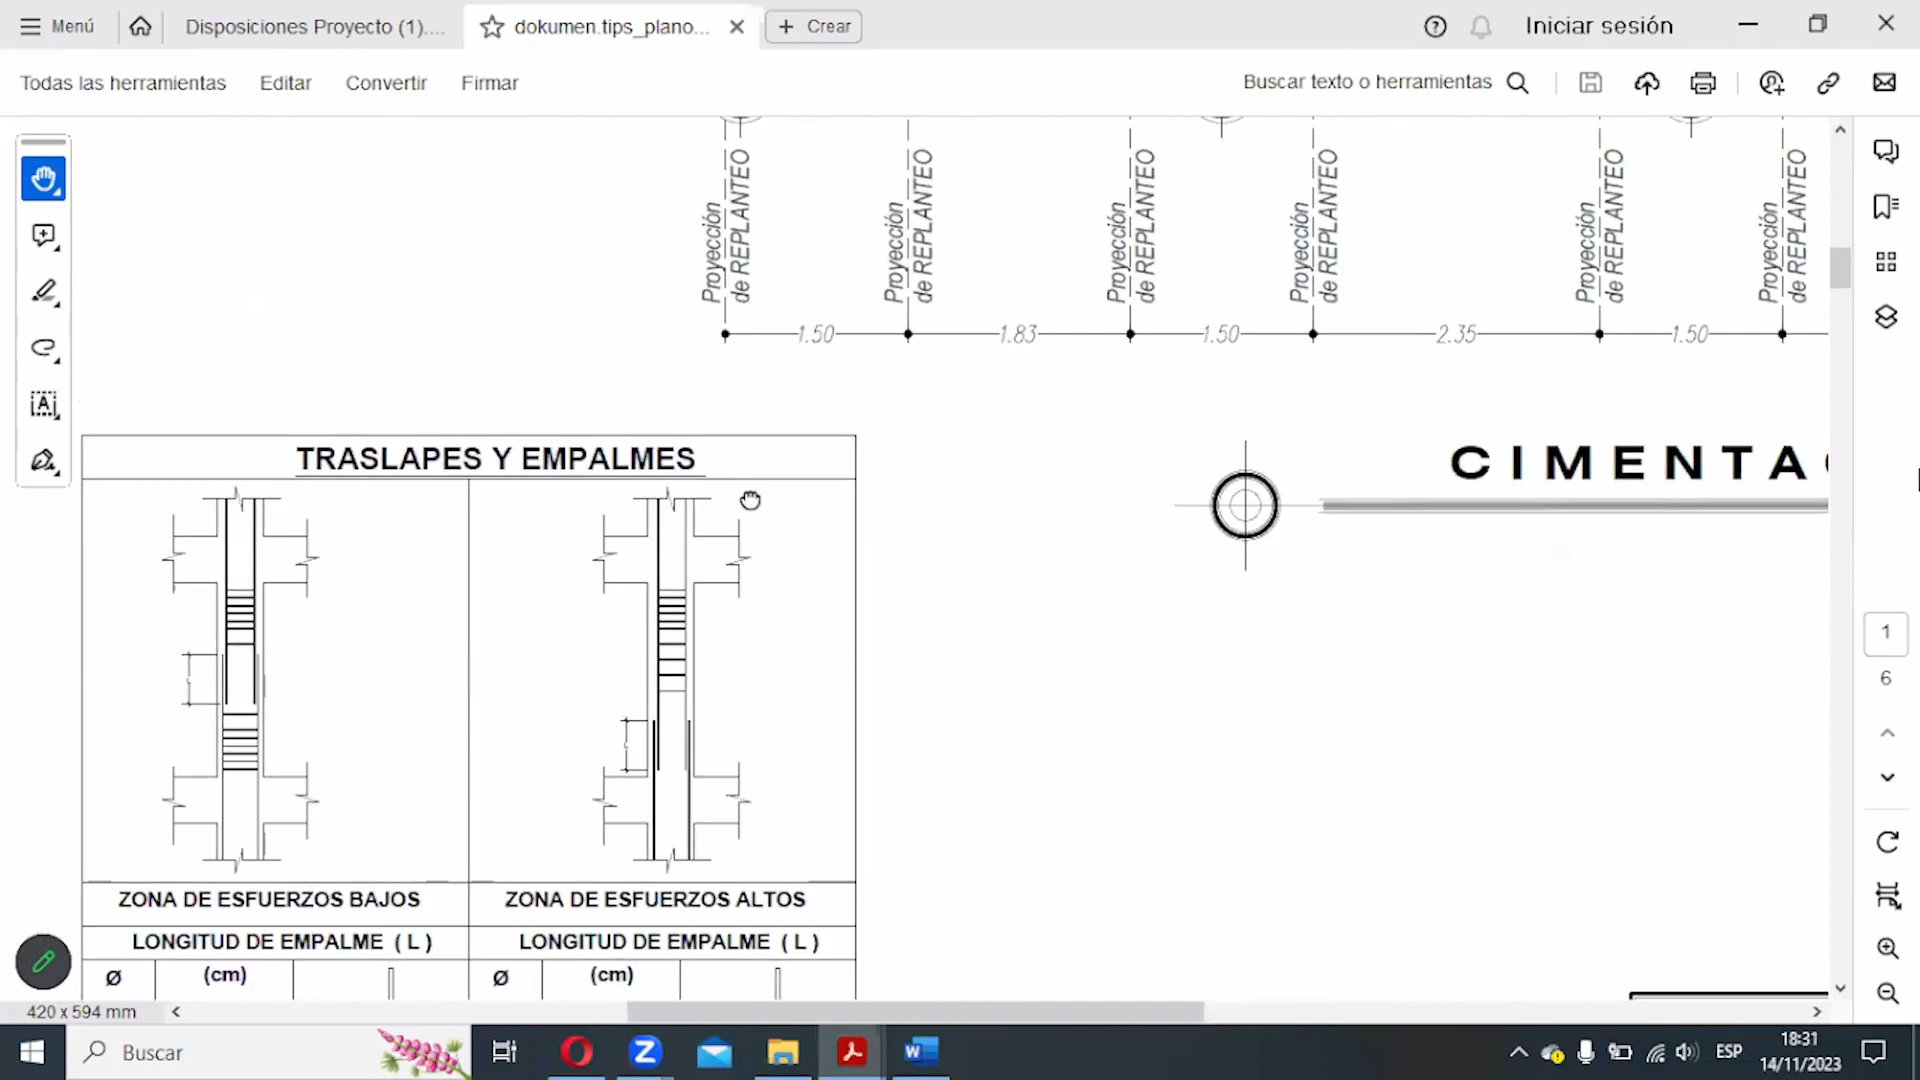 Menú
Disposiciones Proyecto (1)....
dokumen.tips_plano...
Crear
Iniciar sesión
Todas las herramientas
Editar
Convertir
Firmar
Buscar texto o herramientas
Proyección
de REPLANTEO
Proyección
de REPLANTEO
Proyección
de REPLANTEO
Proyección
de REPLANTEO
Proyección
de REPLANTEO
Proyección
de REPLANTEO
1.50 1.83 1.50 2.35 1.50
TRASLAPES Y EMPALMES
CIMENTA
ZONA DE ESFUERZOS BAJOS
ZONA DE ESFUERZOS ALTOS
LONGITUD DE EMPALME ( L )
LONGITUD DE EMPALME ( L )
Ø (cm)
Ø (cm)
1
6
420 x 594 mm
Buscar
ESP
18:31
14/11/2023